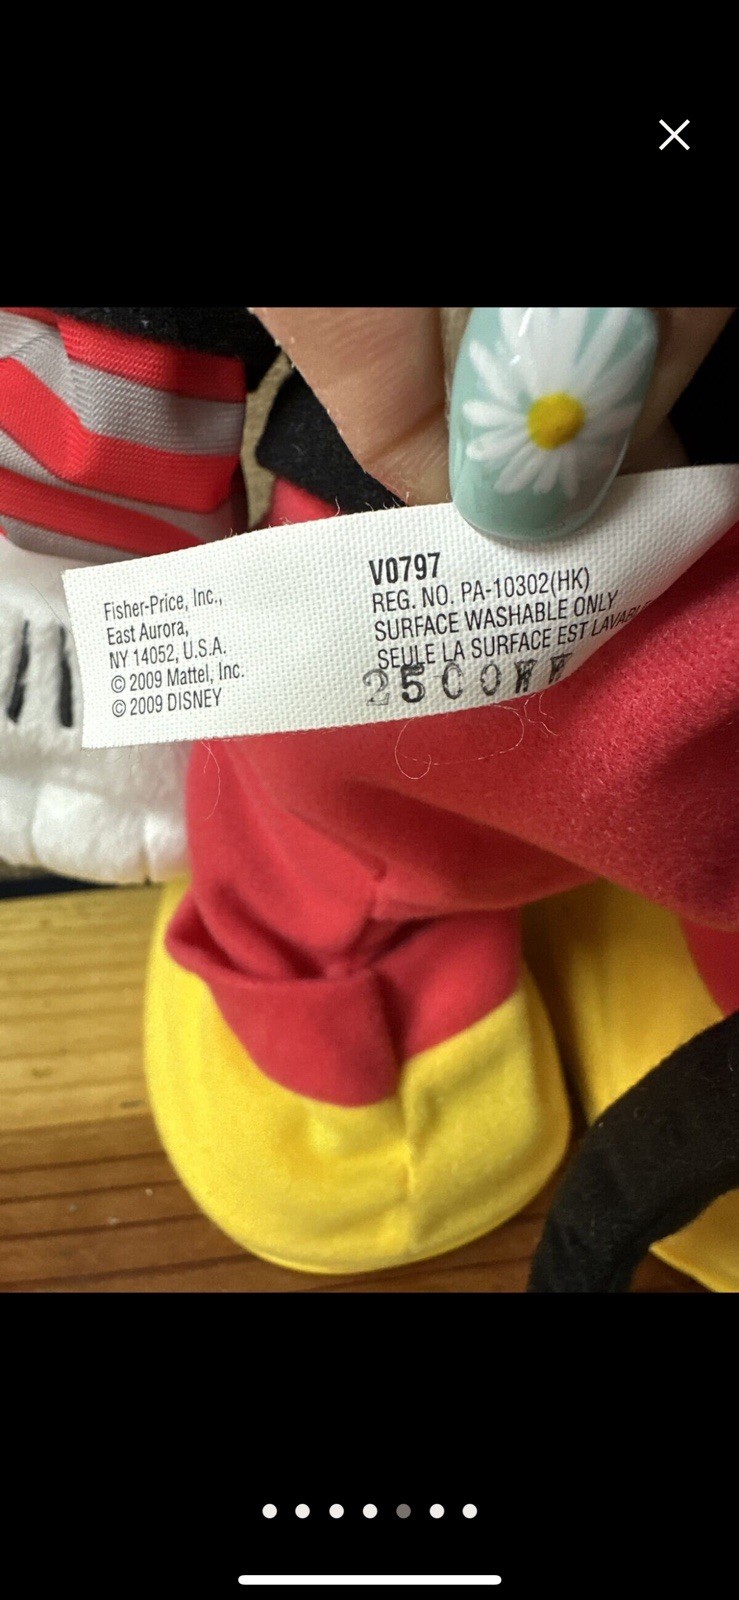 Fisher-Price, Inc.,
East Aurora,
NY 14052, U.S.A.
© 2009 Mattel, Inc.
© 2009 DISNEY
V0797
REG. NO. PA-10302(HK)
SURFACE WASHABLE ONLY
SEULE LA SURFACE EST
250